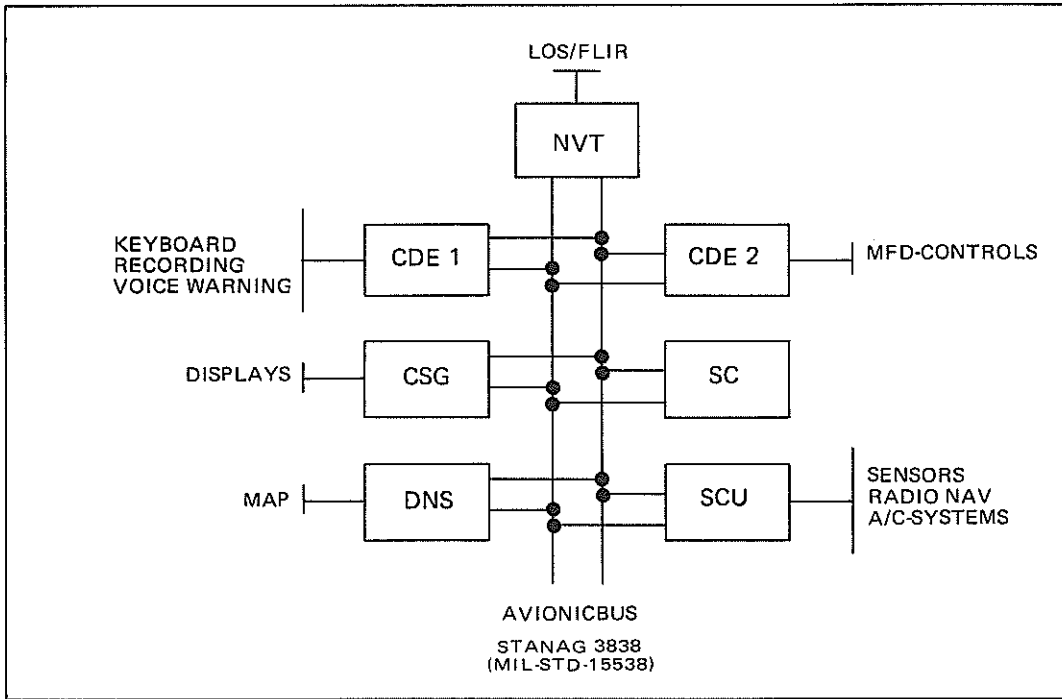 LOS/FLIR
NVT
KEYBOARD
RECORDING
VOICE WARNING
CDE 1
CDE 2
MFD-CONTROLS
DISPLAYS
CSG
SC
MAP
DNS
SCU
SENSORS
RADIO NAV
A/C-SYSTEMS
AVIONICBUS
STANAG 3838
(MIL-STD-15538)